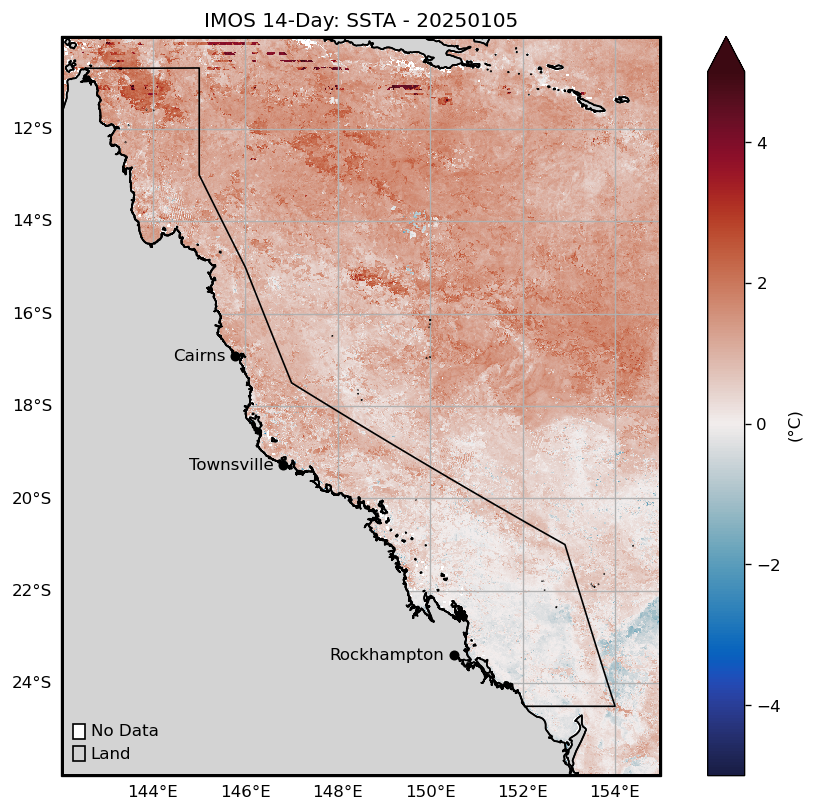 IMOS 14-Day: SSTA - 20250105
12°S
14°S
16°S
18°S
20°S
22°S
24°S
Cairns
Townsville
Rockhampton
No Data
Land
144°E 146°E 148°E 150°E 152°E 154°E
4
2
0
−2
−4
(°C)